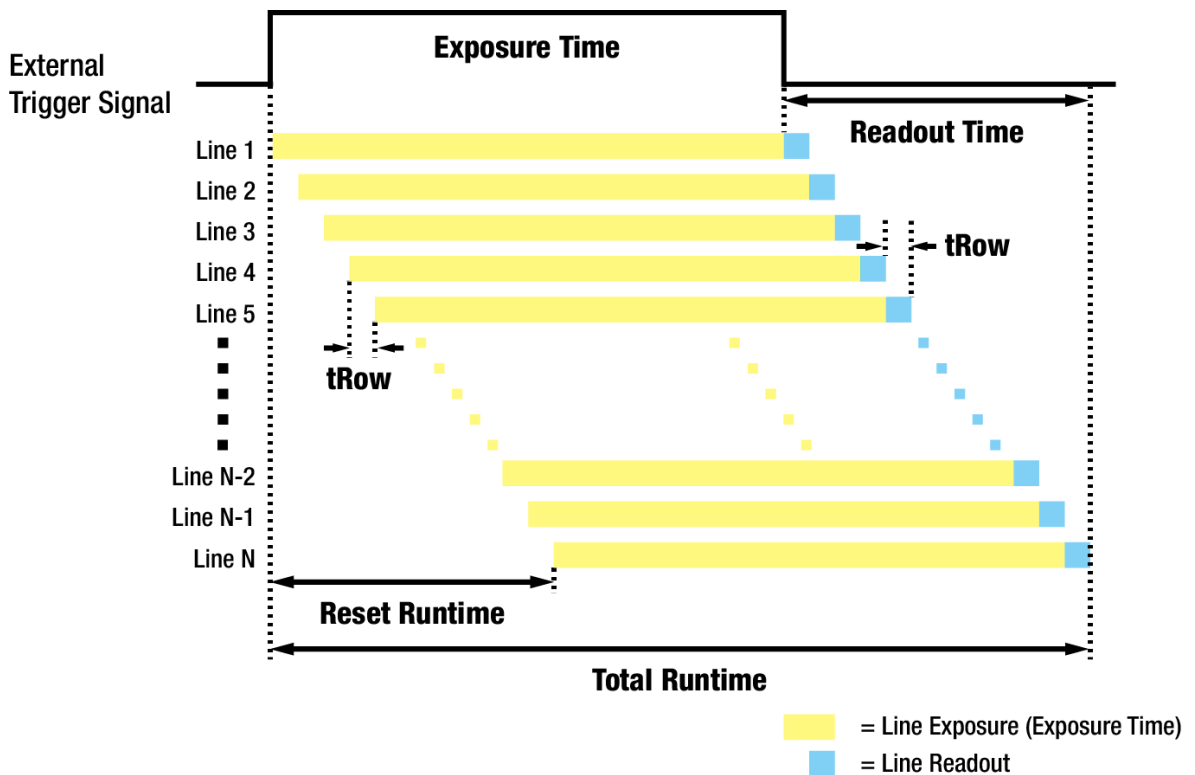 Exposure Time
External
Trigger Signal
Readout Time
Line 1
Line 2
Line 3
tRow
Line 4
Line 5
tRow
Line N-2
Line N-1
Line N
Reset Runtime
Total Runtime
= Line Exposure (Exposure Time)
= Line Readout